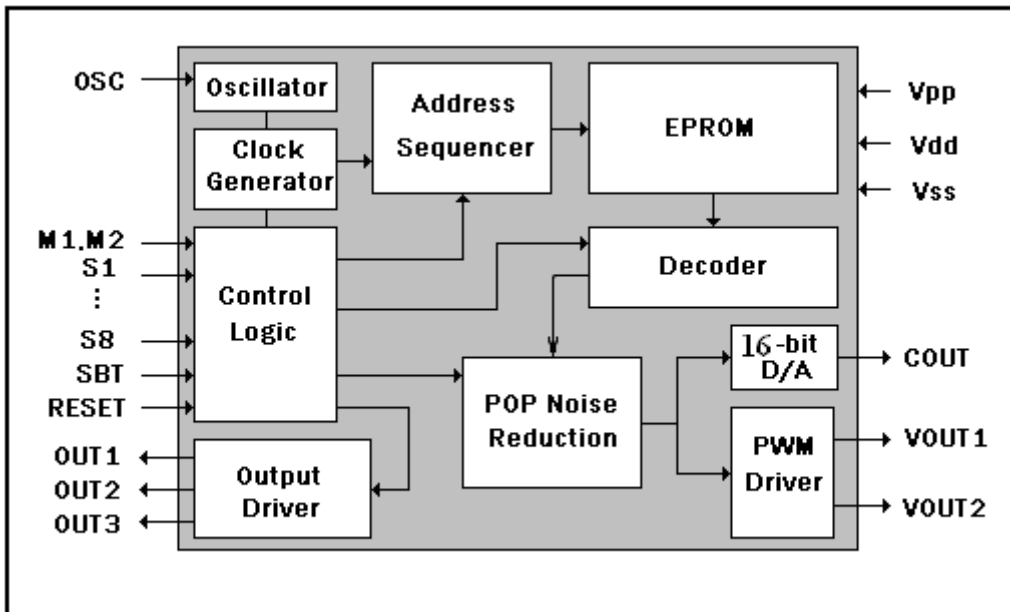 OSC
Oscillator
Clock
Generator
Address
Sequencer
EPROM
Vpp
Vdd
Vss
M1,M2
S1
⋮
S8
SBT
RESET
Control
Logic
Decoder
POP Noise
Reduction
16-bit
D/A
COUT
PWM
Driver
VOUT1
VOUT2
OUT1
OUT2
OUT3
Output
Driver